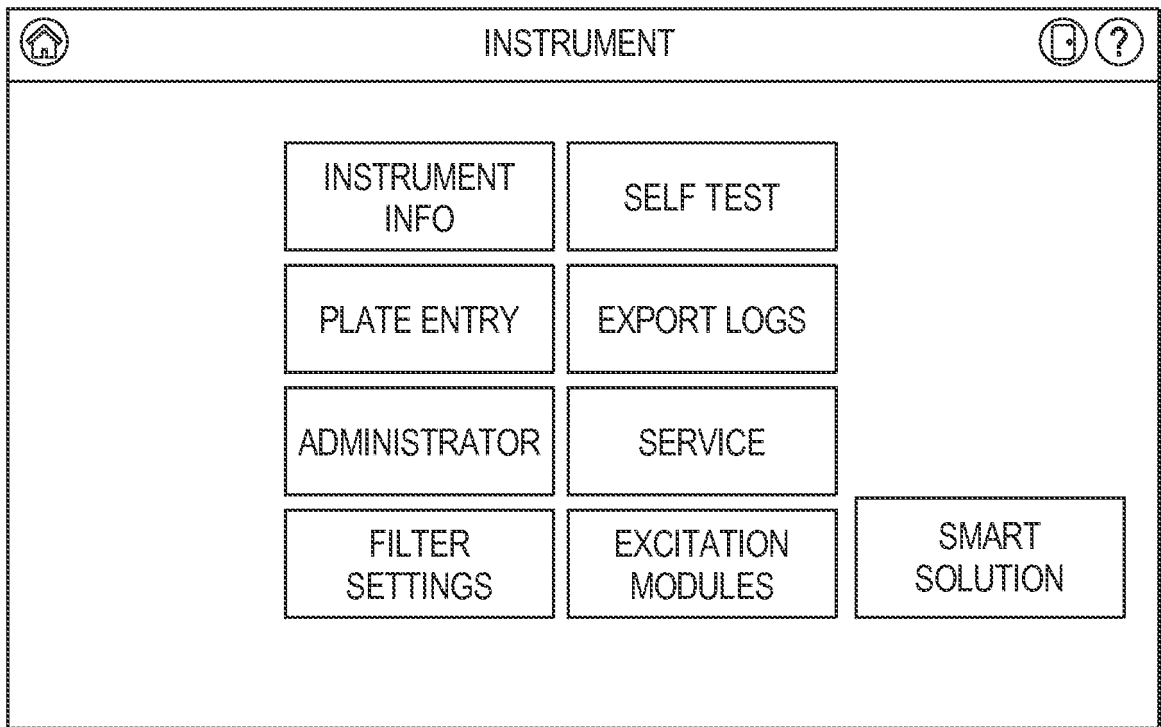 INSTRUMENT
?
INSTRUMENT
INFO
SELF TEST
PLATE ENTRY
EXPORT LOGS
ADMINISTRATOR
SERVICE
FILTER
SETTINGS
EXCITATION
MODULES
SMART
SOLUTION